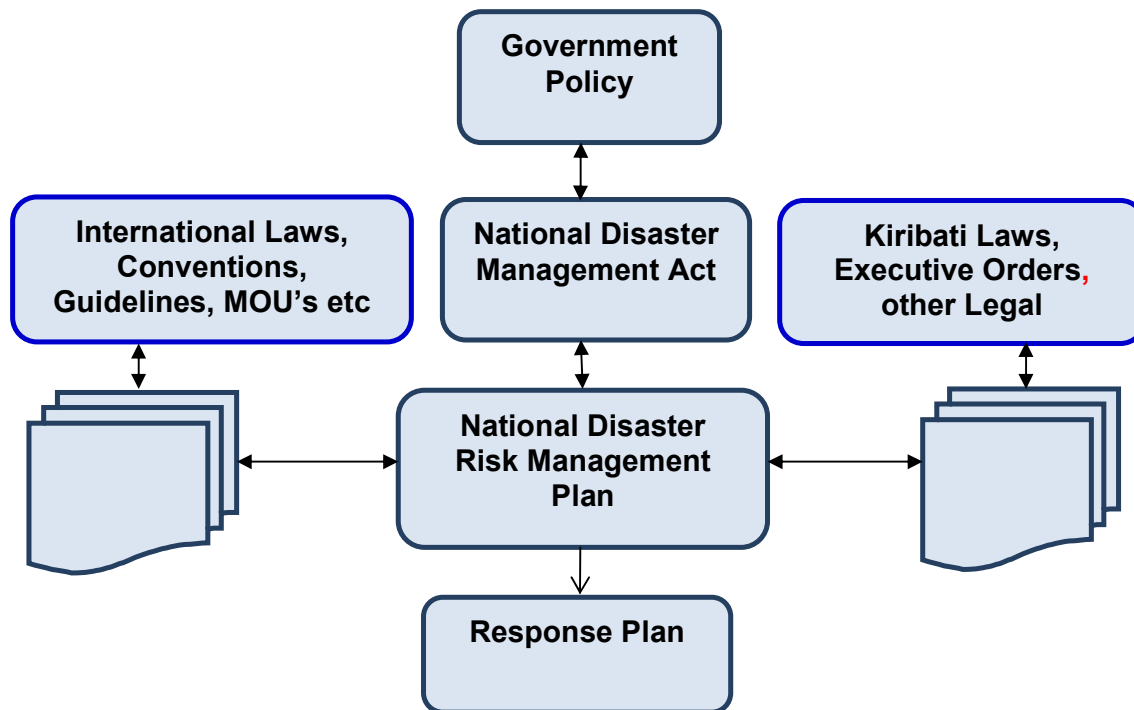 Government
Policy
International Laws,
Conventions,
Guidelines, MOU’s etc
National Disaster
Management Act
Kiribati Laws,
Executive Orders,
other Legal
National Disaster
Risk Management
Plan
Response Plan